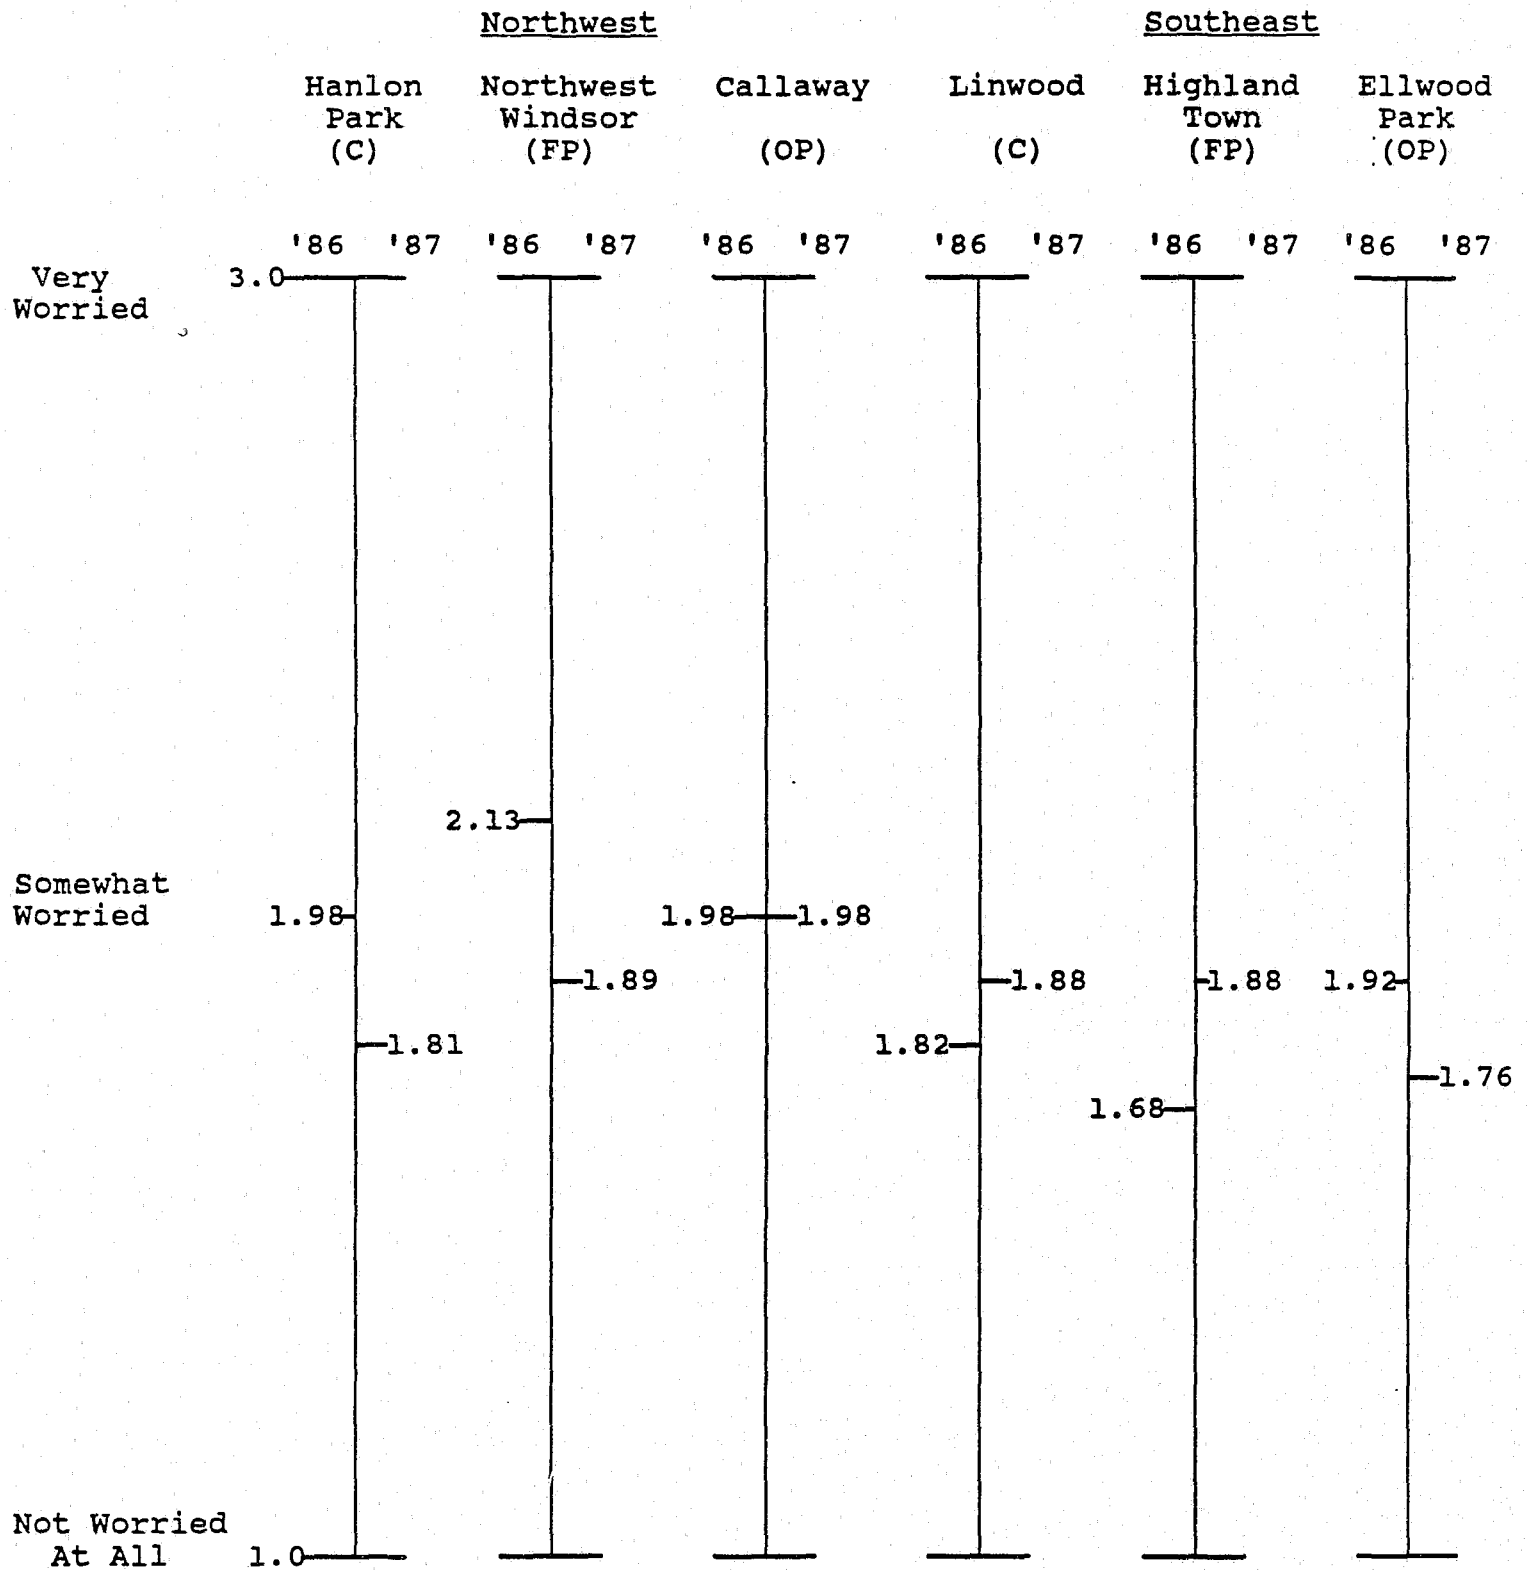 Northwest Southeast
Hanlon Northwest Callaway Linwood Highland Ellwood
Park Windsor Town Park
(C) (FP) (OP) (C) (FP) (OP)
'86 '87 '86 '87 '86 '87 '86 '87 '86 '87 '86 '87
Very 3.0
Worried
2.13
Somewhat
Worried 1.98 1.98 1.98
1.89 1.88 1.88 1.92
1.81 1.82
1.76
1.68
Not Worried
At All 1.0